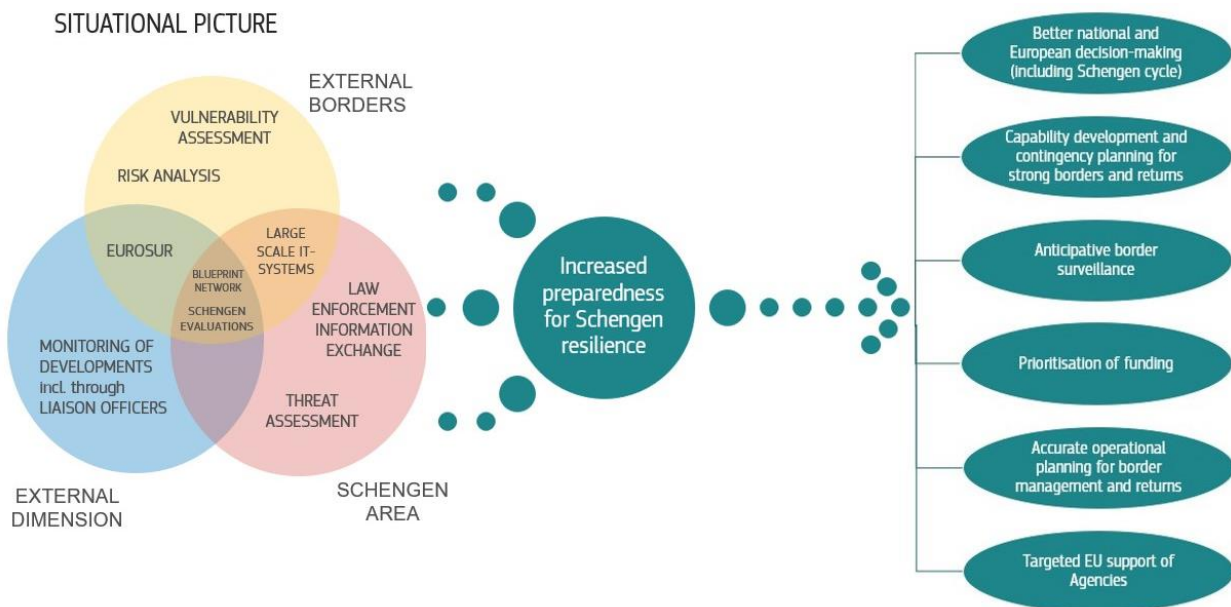 SITUATIONAL PICTURE
EXTERNAL
BORDERS
VULNERABILITY
ASSESSMENT
RISK ANALYSIS
EUROSUR
LARGE
SCALE IT-
SYSTEMS
BLUEPRINT
NETWORK
SCHENGEN
EVALUATIONS
LAW
ENFORCEMENT
INFORMATION
EXCHANGE
MONITORING OF
DEVELOPMENTS
incl. through
LIAISON OFFICERS
THREAT
ASSESSMENT
EXTERNAL
DIMENSION
SCHENGEN
AREA
Increased
preparedness
for Schengen
resilience
Better national and
European decision-making
(including Schengen cycle)
Capability development and
contingency planning for
strong borders and returns
Anticipative border
surveillance
Prioritisation of funding
Accurate operational
planning for border
management and returns
Targeted EU support of
Agencies